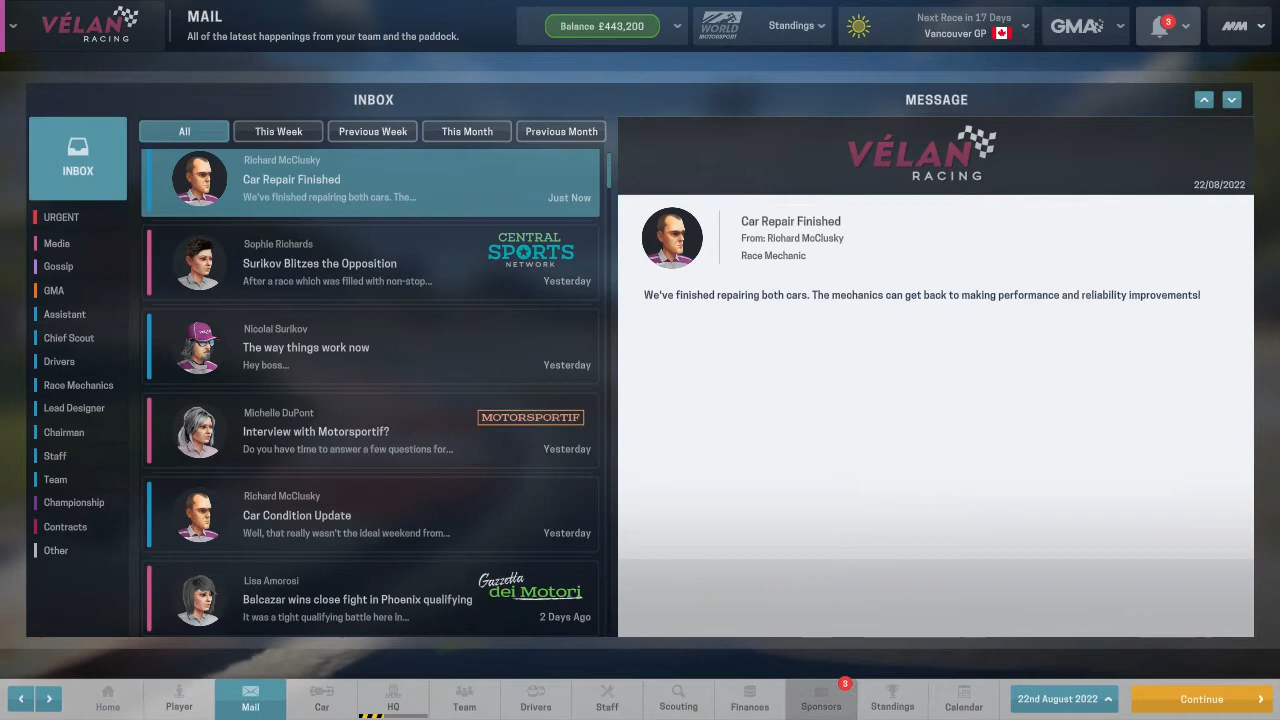 VÉLAN
RACING
MAIL
All of the latest happenings from your team and the paddock.
Balance £443,200
WORLD
MOTORSPORT
Standings
Next Race in 17 Days
Vancouver GP
GMA
3
INBOX
MESSAGE
INBOX
All
This Week
Previous Week
This Month
Previous Month
URGENT
Media
Gossip
GMA
Assistant
Chief Scout
Drivers
Race Mechanics
Lead Designer
Chairman
Staff
Team
Championship
Contracts
Other
Richard McClusky
Car Repair Finished
We've finished repairing both cars. The...
Just Now
Sophie Richards
Surikov Blitzes the Opposition
After a race which was filled with non-stop...
CENTRAL
SPORTS
NETWORK
Yesterday
Nicolai Surikov
The way things work now
Hey boss...
Yesterday
Michelle DuPont
Interview with Motorsportif?
Do you have time to answer a few questions for...
MOTORSPORTIF
Yesterday
Richard McClusky
Car Condition Update
Well, that really wasn't the ideal weekend from...
Yesterday
Lisa Amorosi
Balcazar wins close fight in Phoenix qualifying
It was a tight qualifying battle here in...
Gazzetta
dei Motori
2 Days Ago
VÉLAN
RACING
22/08/2022
Car Repair Finished
From: Richard McClusky
Race Mechanic
We've finished repairing both cars. The mechanics can get back to making performance and reliability improvements!
Home
Player
Mail
Car
HQ
Team
Drivers
Staff
Scouting
Finances
Sponsors
3
Standings
Calendar
22nd August 2022
Continue